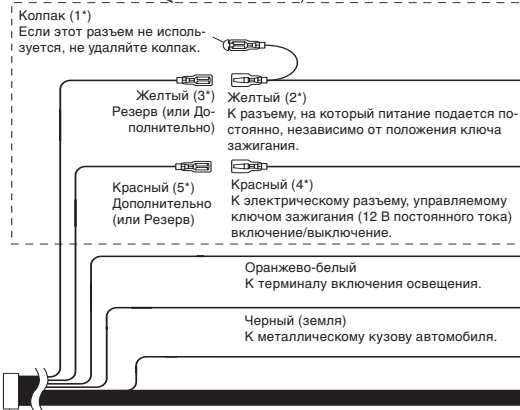 Колпак (1*)
Если этот разъем не исполь-
зуется, не удаляйте колпак.
Желтый (3*)
Резерв (или До-
полнительно)
Желтый (2*)
К разъему, на который питание подается по-
стоянно, независимо от положения ключа
зажигания.
Красный (5*)
Дополнительно
(или Резерв)
Красный (4*)
К электрическому разъему, управляемому
ключом зажигания (12 В постоянного тока)
включение/выключение.
Оранжево-белый
К терминалу включения освещения.
Черный (земля)
К металлическому кузову автомобиля.